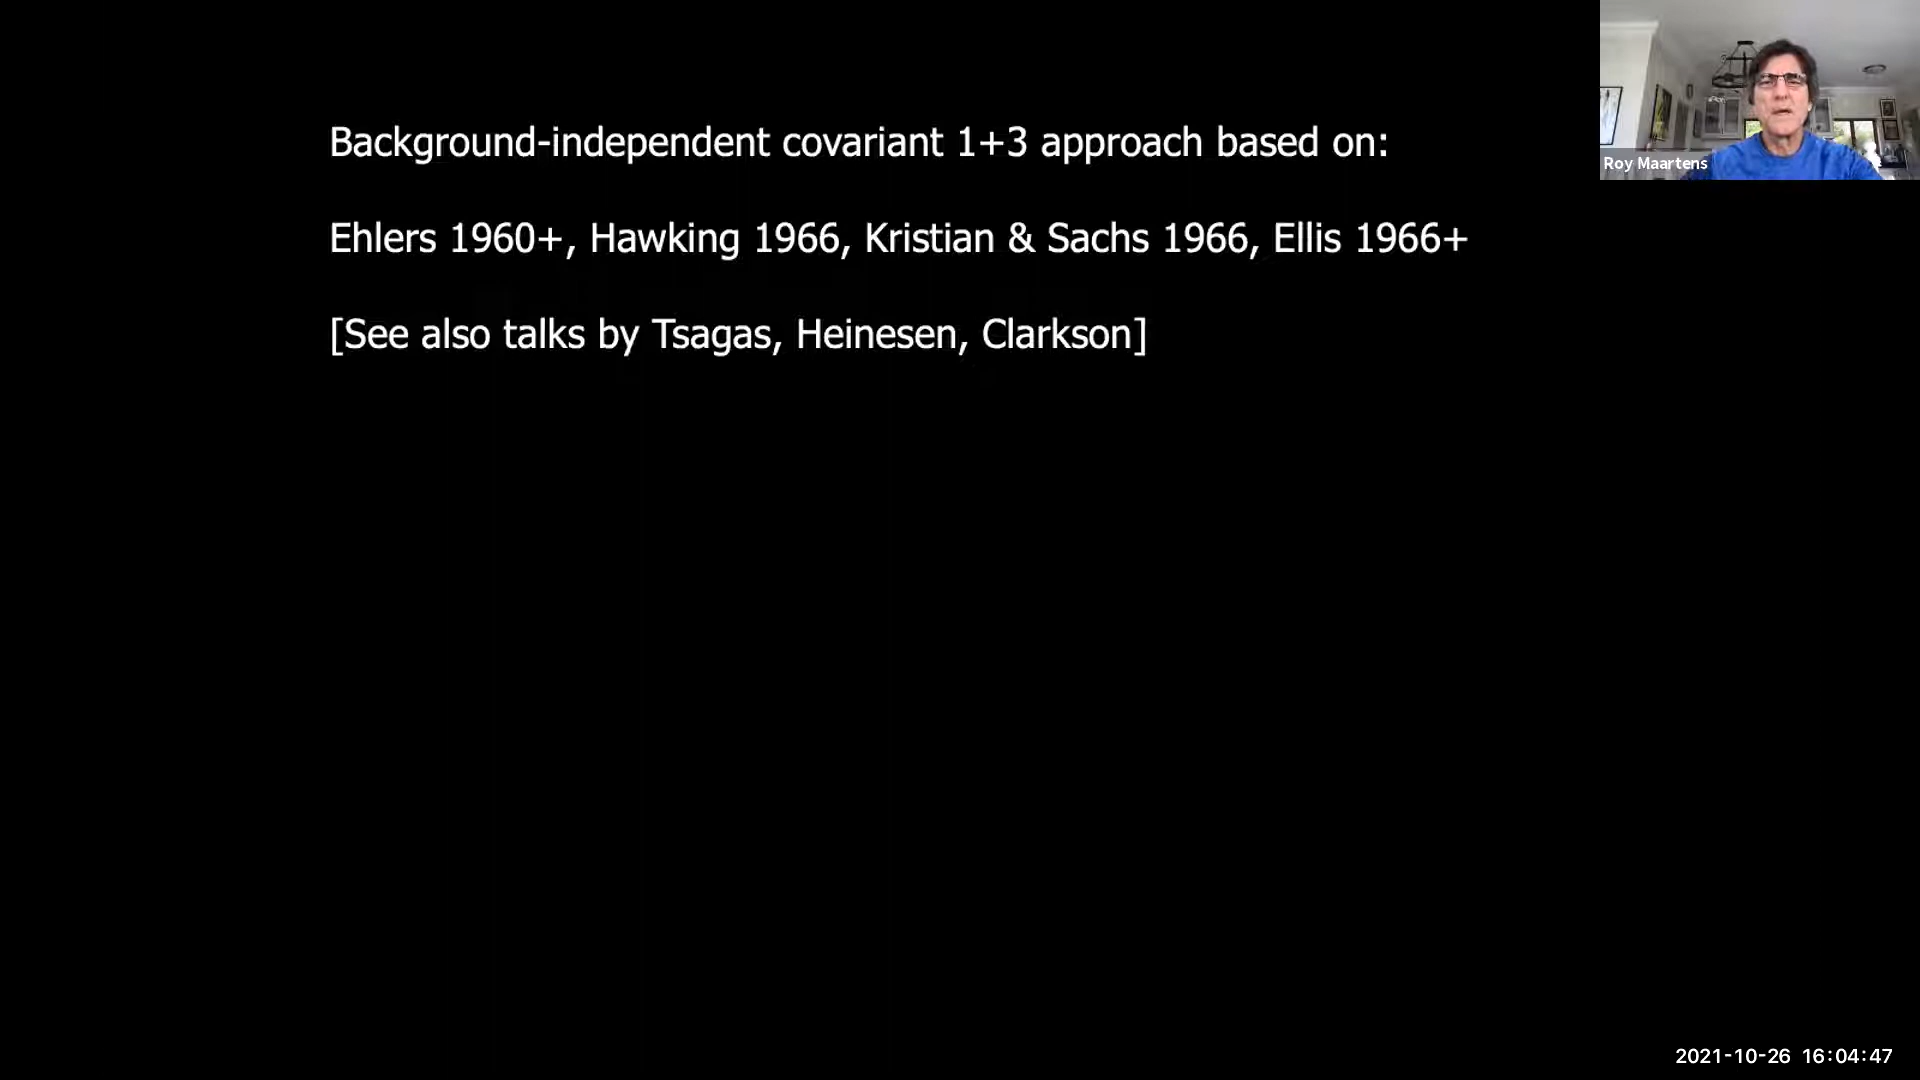 Background-independent covariant 1+3 approach based on:
Ehlers 1960+, Hawking 1966, Kristian & Sachs 1966, Ellis 1966+
[See also talks by Tsagas, Heinesen, Clarkson]
Roy Maartens
2021-10-26 16:04:47